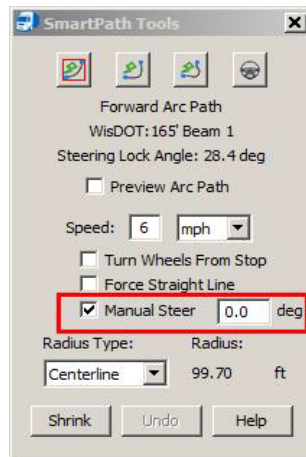 SmartPath Tools
Forward Arc Path
WisDOT:165' Beam 1
Steering Lock Angle: 28.4 deg
Preview Arc Path
Speed: 6 mph
Turn Wheels From Stop
Force Straight Line
Manual Steer 0.0 deg
Radius Type: Radius:
Centerline 99.70 ft
Shrink Undo Help